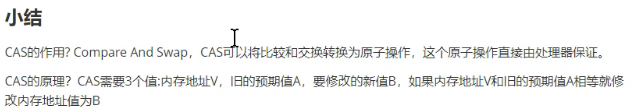 小结
CAS的作用? Compare And Swap，CAS可以将比较和交换转换为原子操作，这个原子操作直接由处理器保证。
CAS的原理？CAS需要3个值:内存地址V，旧的预期值A，要修改的新值B，如果内存地址V和旧的预期值A相等就修
改内存地址值为B